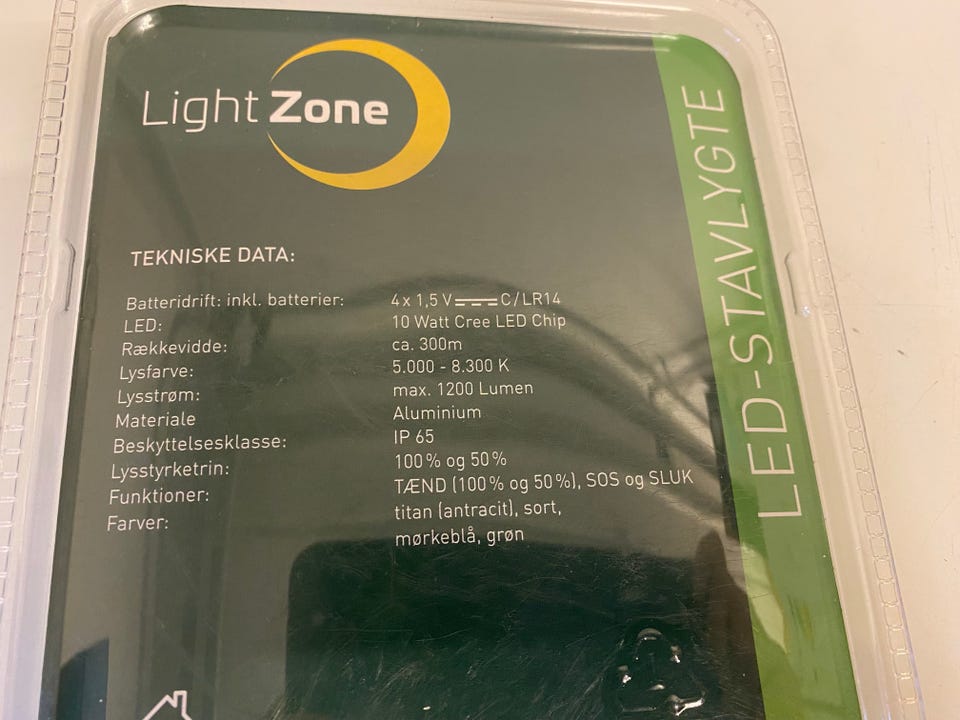 Light Zone
LED-STAVLYGTE
TEKNISKE DATA:
Batteridrift: inkl. batterier: 4 x 1,5 V C/LR14
LED: 10 Watt Cree LED Chip
Rækkevidde: ca. 300m
Lysfarve: 5.000 - 8.300 K
Lysstrøm: max. 1200 Lumen
Materiale Aluminium
Beskyttelsesklasse: IP 65
Lysstyrketrin: 100% og 50%
Funktioner: TÆND (100% og 50%), SOS og SLUK
Farver: titan (antracit), sort,
mørkeblå, grøn